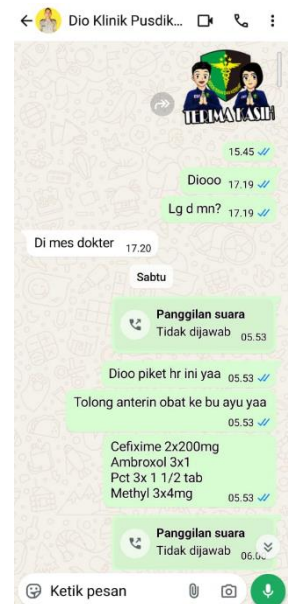 Dio Klinik Pusdik...
TERIMA KASIH
15.45
Diooo 17.19
Lg d mn? 17.19
Di mes dokter 17.20
Sabtu
Panggilan suara
Tidak dijawab 05.53
Dioo piket hr ini yaa 05.53
Tolong anterin obat ke bu ayu yaa
05.53
Cefixime 2x200mg
Ambroxol 3x1
Pct 3x 1 1/2 tab
Methyl 3x4mg 05.53
Panggilan suara
Tidak dijawab
Ketik pesan